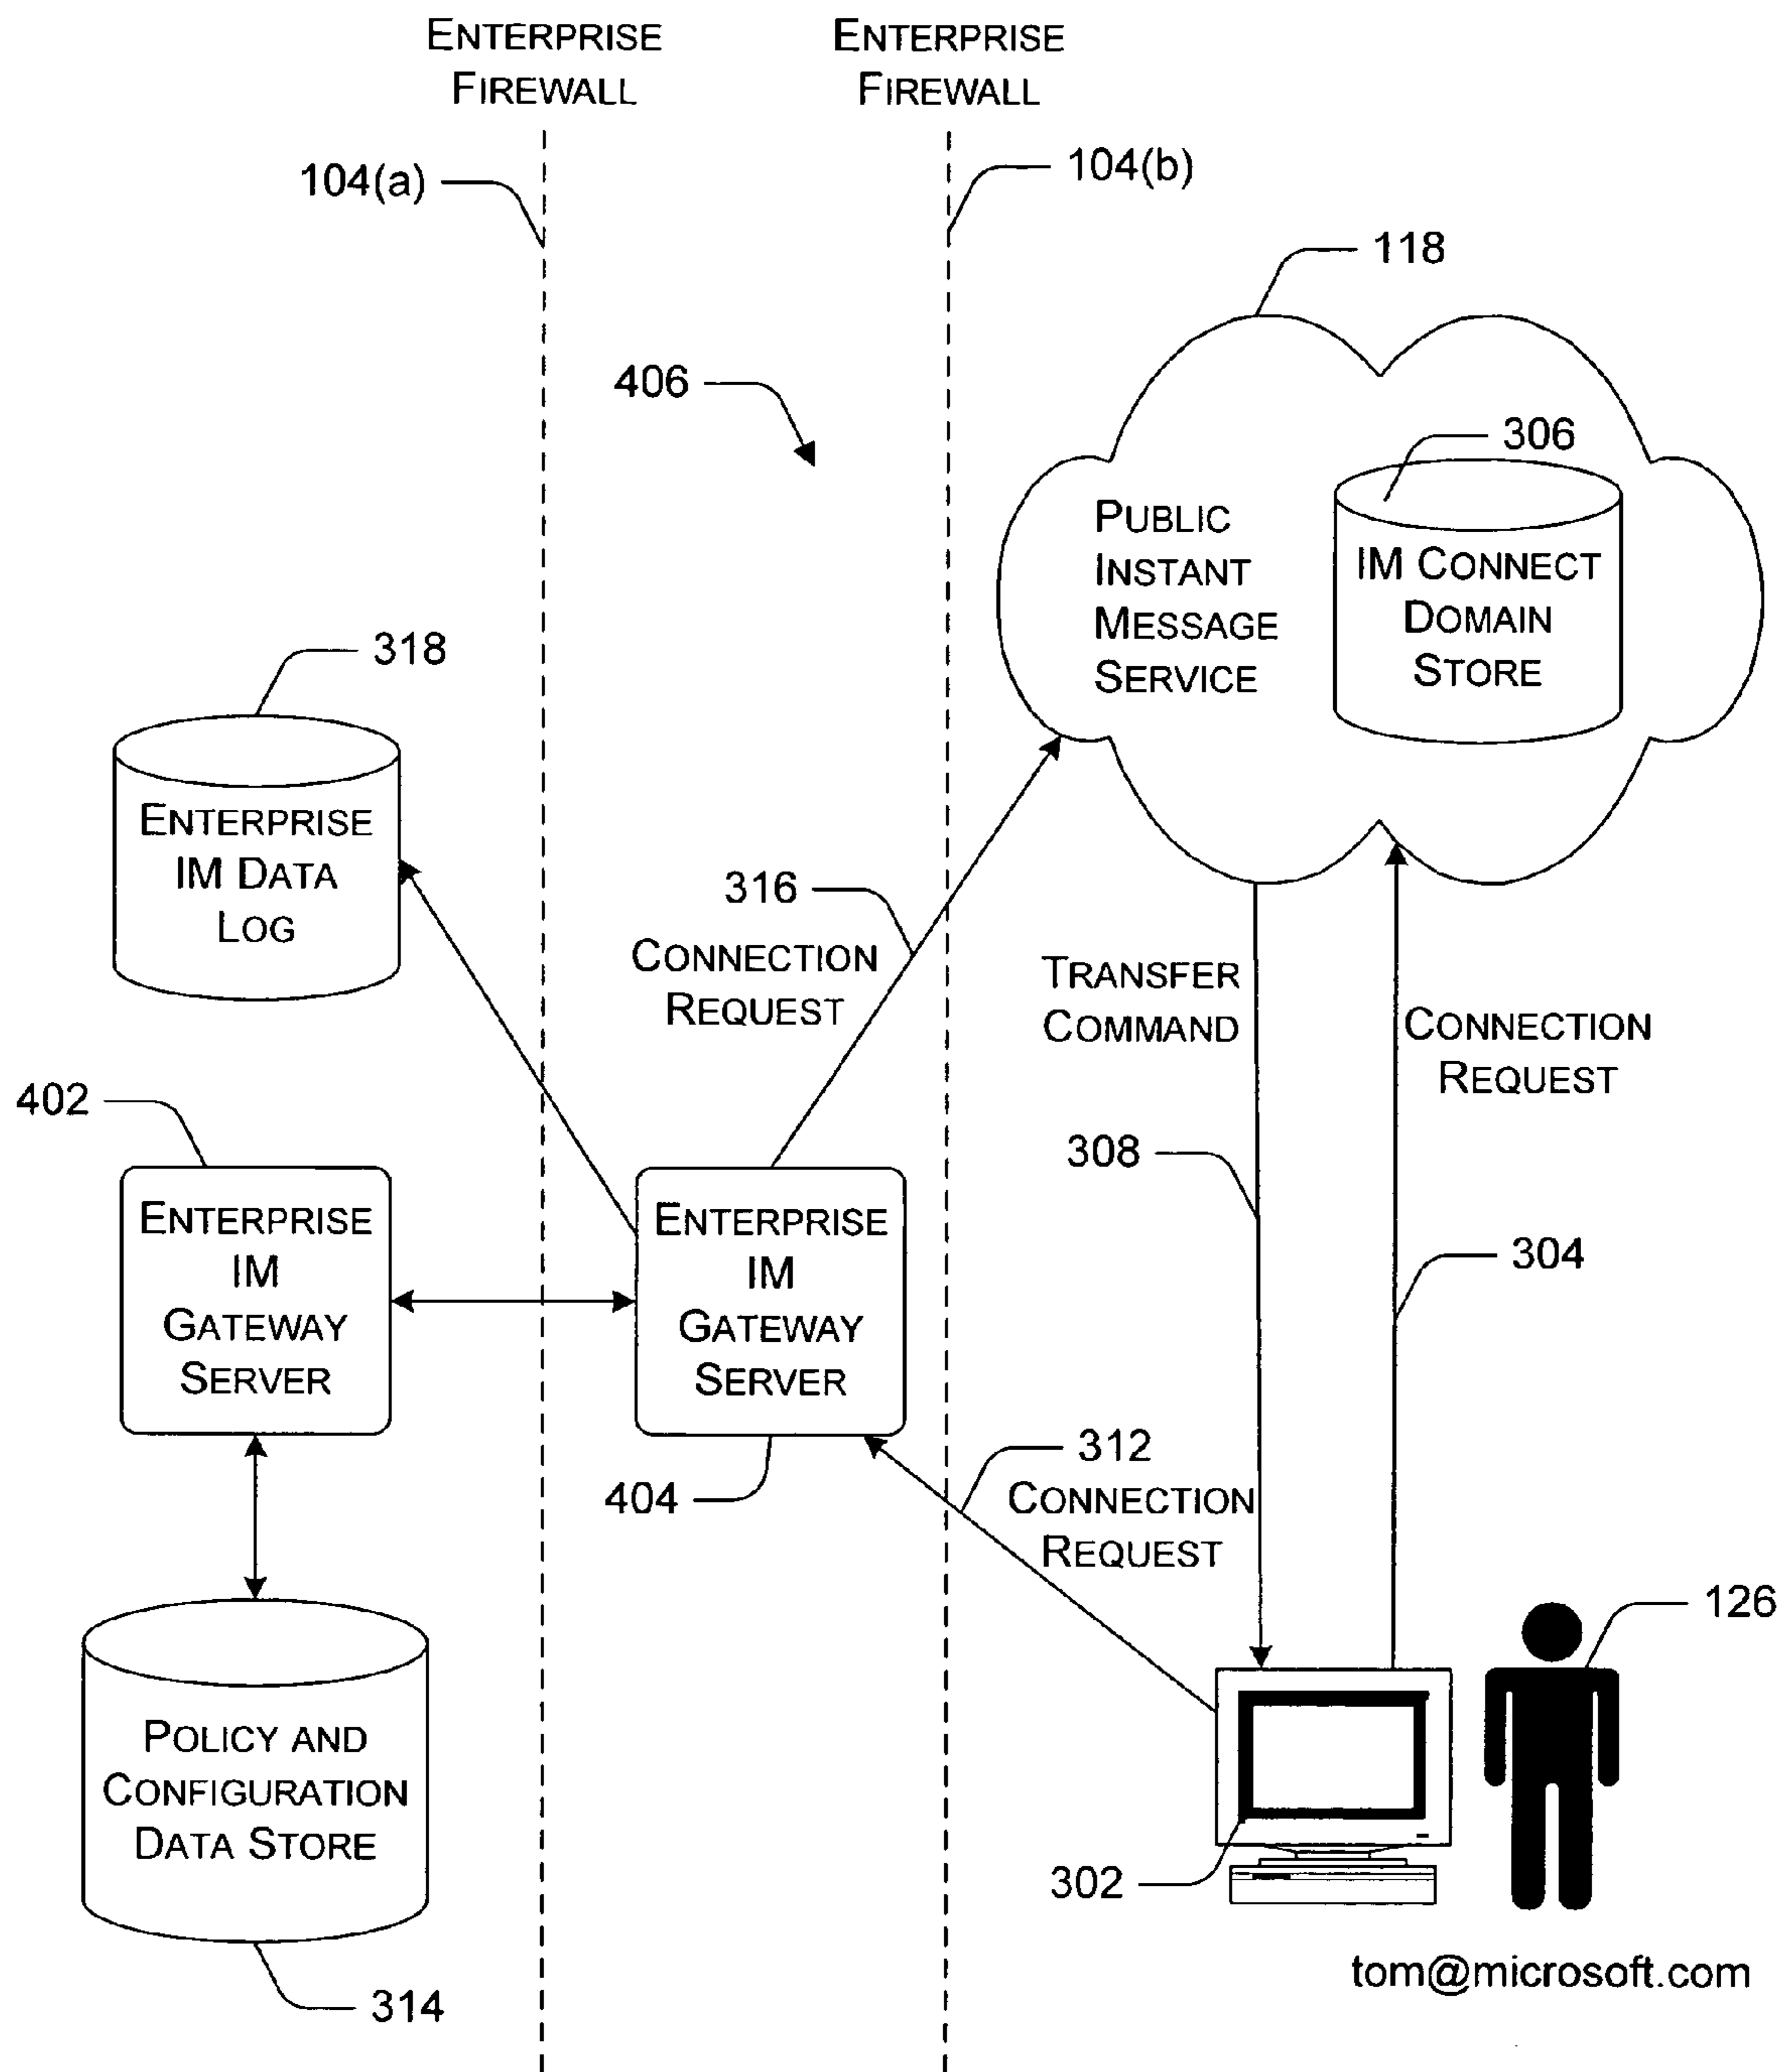 ENTERPRISE
FIREWALL
ENTERPRISE
FIREWALL
104(a)
104(b)
118
406
306
PUBLIC
INSTANT
MESSAGE
SERVICE
IM CONNECT
DOMAIN
STORE
318
ENTERPRISE
IM DATA
LOG
316
CONNECTION
REQUEST
TRANSFER
COMMAND
CONNECTION
REQUEST
402
308
ENTERPRISE
IM
GATEWAY
SERVER
ENTERPRISE
IM
GATEWAY
SERVER
304
404
312
CONNECTION
REQUEST
126
POLICY AND
CONFIGURATION
DATA STORE
302
314
tom@microsoft.com